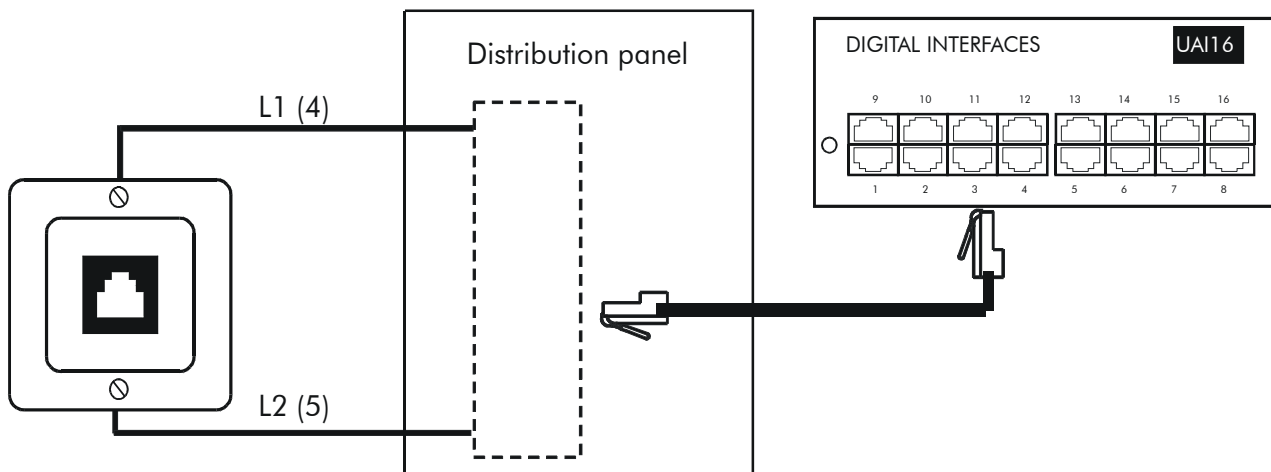 Distribution panel
L1 (4)
L2 (5)
DIGITAL INTERFACES UAI16
9 10 11 12 13 14 15 16
1 2 3 4 5 6 7 8